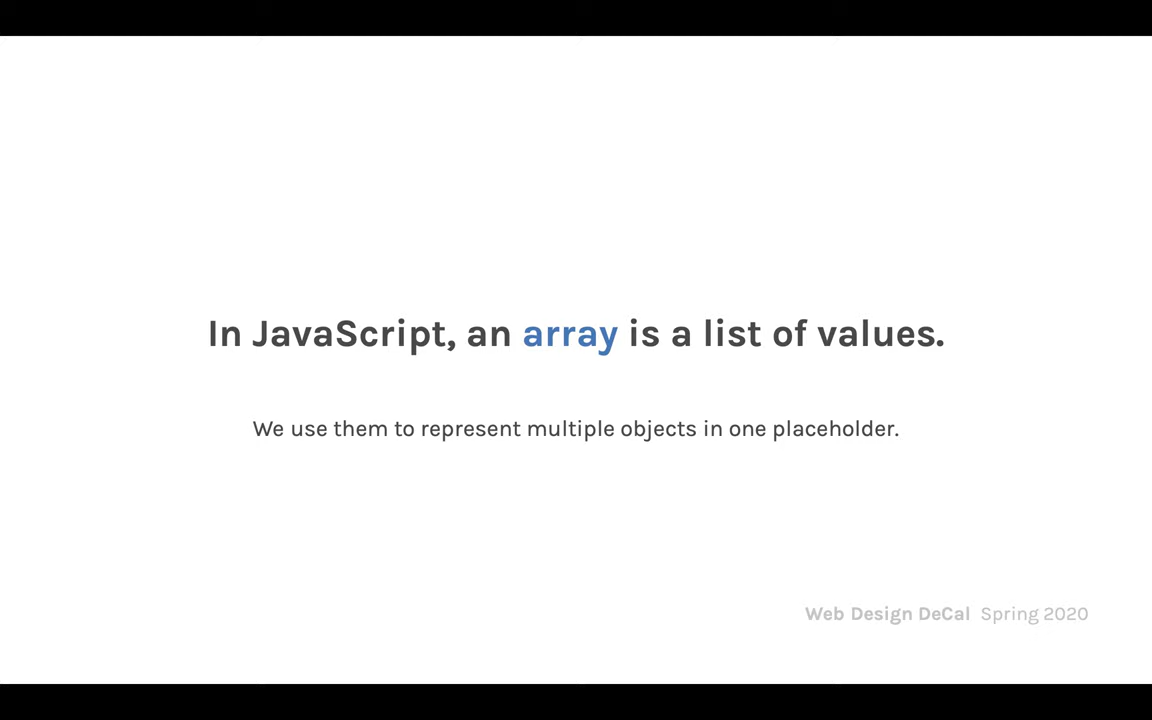 In JavaScript, an array is a list of values.
We use them to represent multiple objects in one placeholder.
Web Design DeCal Spring 2020